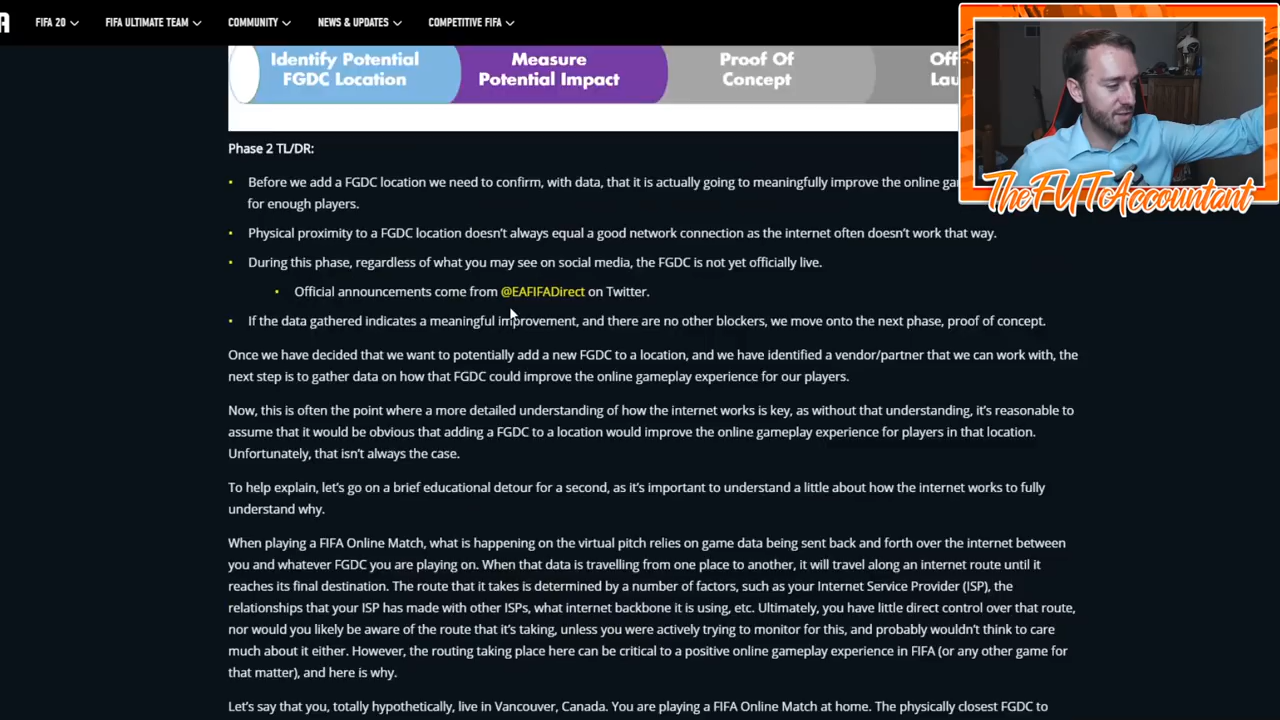 FIFA 20
FIFA ULTIMATE TEAM
COMMUNITY
NEWS & UPDATES
COMPETITIVE FIFA
Identify Potential
FGDC Location
Measure
Potential Impact
Proof Of
Concept
TheFUTAccountant
Phase 2 TL/DR:
Before we add a FGDC location we need to confirm, with data, that it is actually going to meaningfully improve the online
for enough players.
Physical proximity to a FGDC location doesn't always equal a good network connection as the internet often doesn't work that way.
During this phase, regardless of what you may see on social media, the FGDC is not yet officially live.
Official announcements come from @EAFIFADirect on Twitter.
If the data gathered indicates a meaningful improvement, and there are no other blockers, we move onto the next phase, proof of concept.
Once we have decided that we want to potentially add a new FGDC to a location, and we have identified a vendor/partner that we can work with, the
next step is to gather data on how that FGDC could improve the online gameplay experience for our players.
Now, this is often the point where a more detailed understanding of how the internet works is key, as without that understanding, it's reasonable to
assume that it would be obvious that adding a FGDC to a location would improve the online gameplay experience for players in that location.
Unfortunately, that isn't always the case.
To help explain, let's go on a brief educational detour for a second, as it's important to understand a little about how the internet works to fully
understand why.
When playing a FIFA Online Match, what is happening on the virtual pitch relies on game data being sent back and forth over the internet between
you and whatever FGDC you are playing on. When that data is travelling from one place to another, it will travel along an internet route until it
reaches its final destination. The route that it takes is determined by a number of factors, such as your Internet Service Provider (ISP), the
relationships that your ISP has made with other ISPs, what internet backbone it is using, etc. Ultimately, you have little direct control over that route,
nor would you likely be aware of the route that it's taking, unless you were actively trying to monitor for this, and probably wouldn't think to care
much about it either. However, the routing taking place here can be critical to a positive online gameplay experience in FIFA (or any other game for
that matter), and here is why.
Let's say that you, totally hypothetically, live in Vancouver, Canada. You are playing a FIFA Online Match at home. The physically closest FGDC to